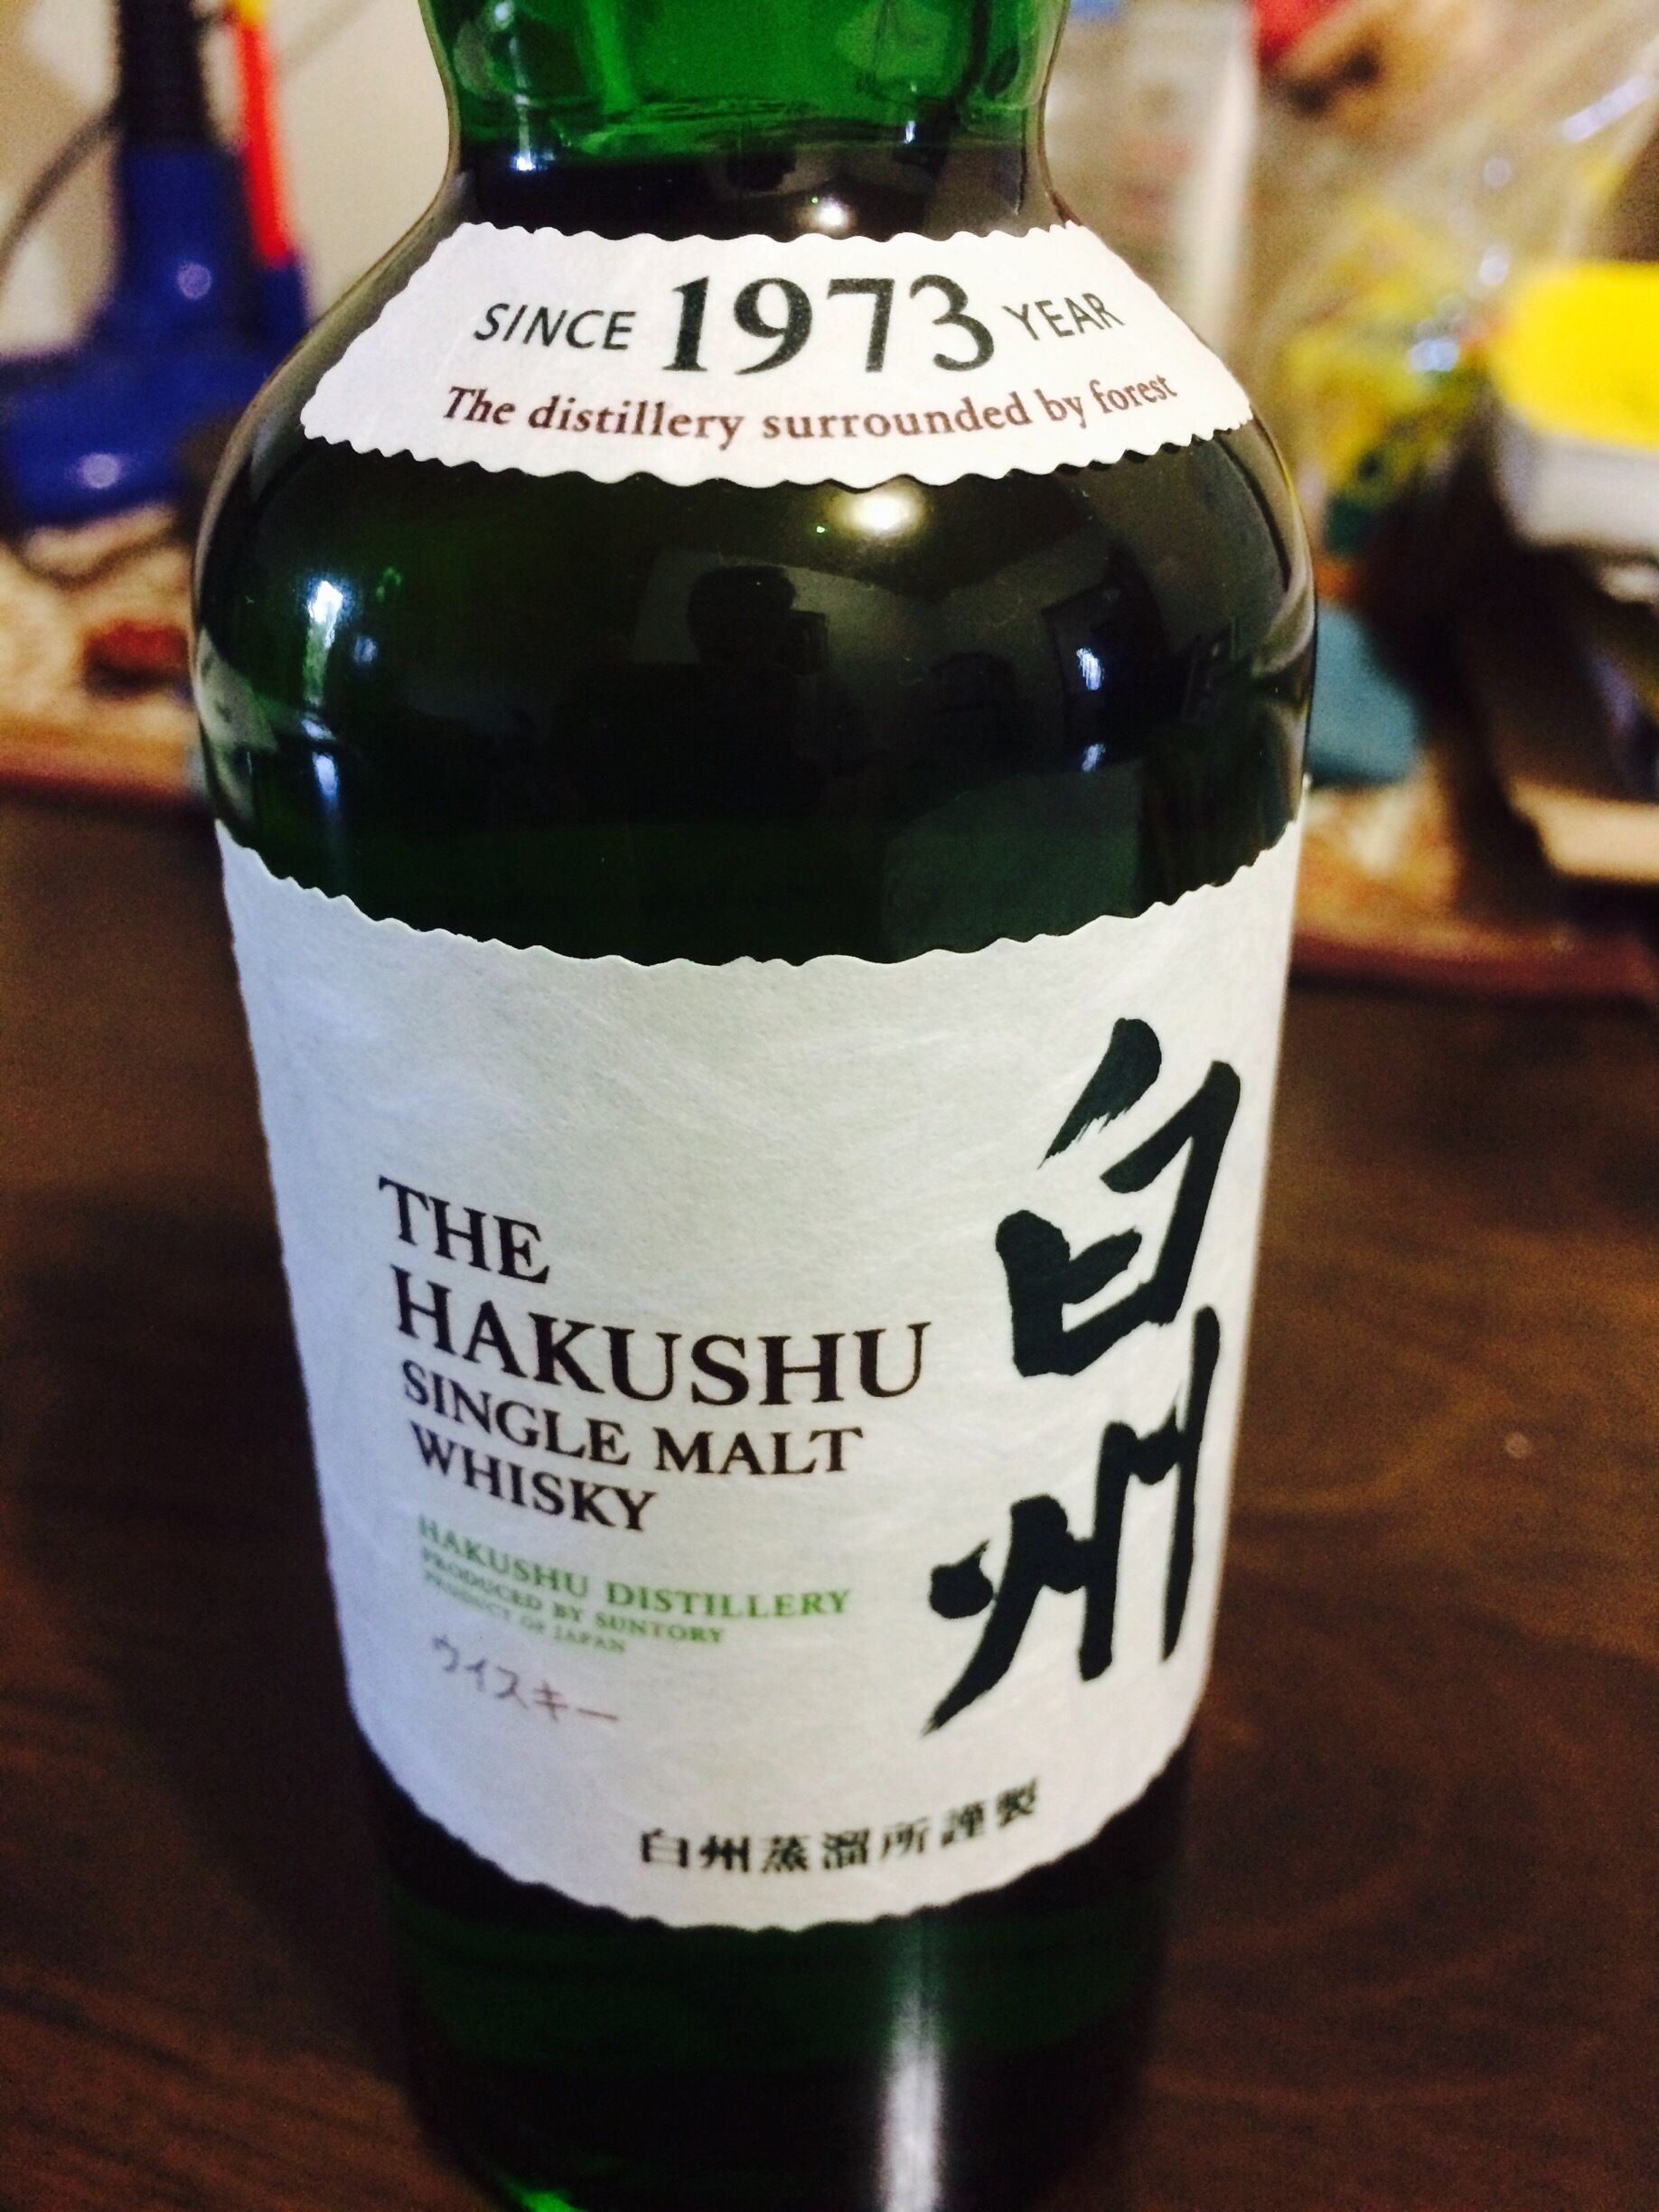 SINCE 1973 YEAR
The distillery surrounded by forest
THE
HAKUSHU
SINGLE MALT
WHISKY
白州
HAKUSHU DISTILLERY
PRODUCED BY SUNTORY
PRODUCT OF JAPAN
ウイスキー
白州蒸溜所謹製